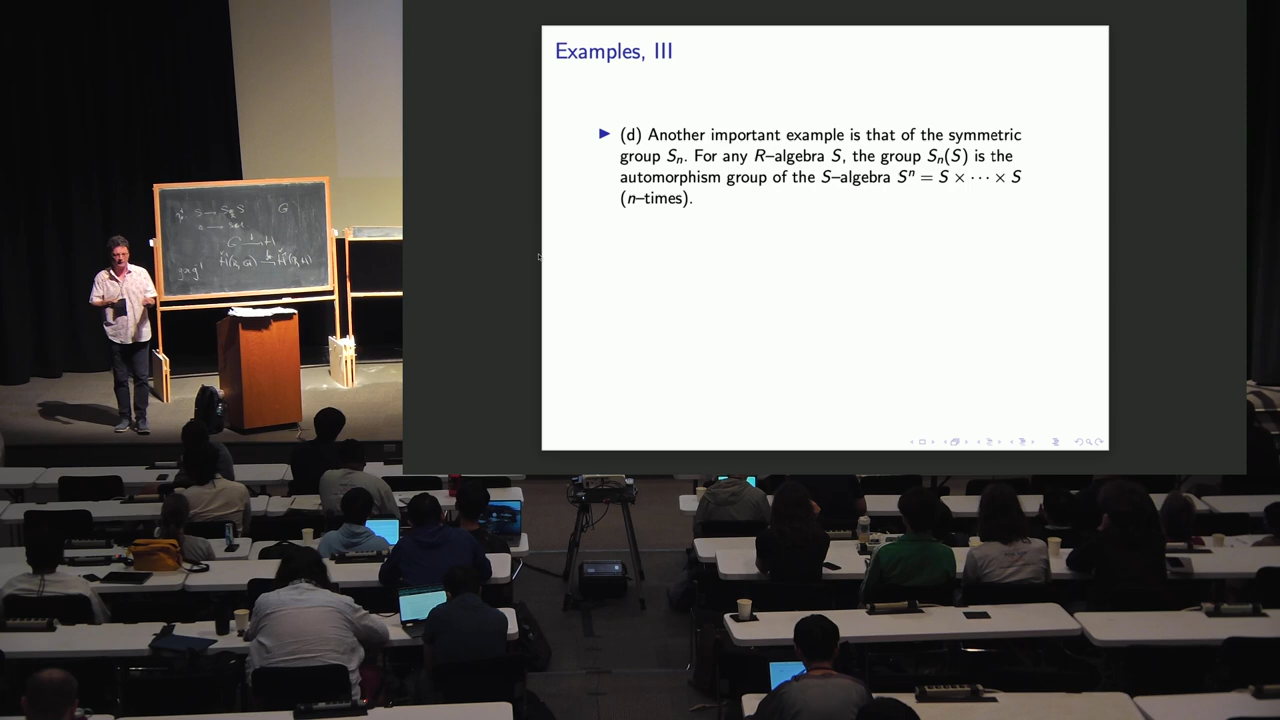 Examples, III
▶ (d) Another important example is that of the symmetric
group Sₙ. For any R–algebra S, the group Sₙ(S) is the
automorphism group of the S–algebra Sⁿ = S × ⋯ × S
(n–times).
G